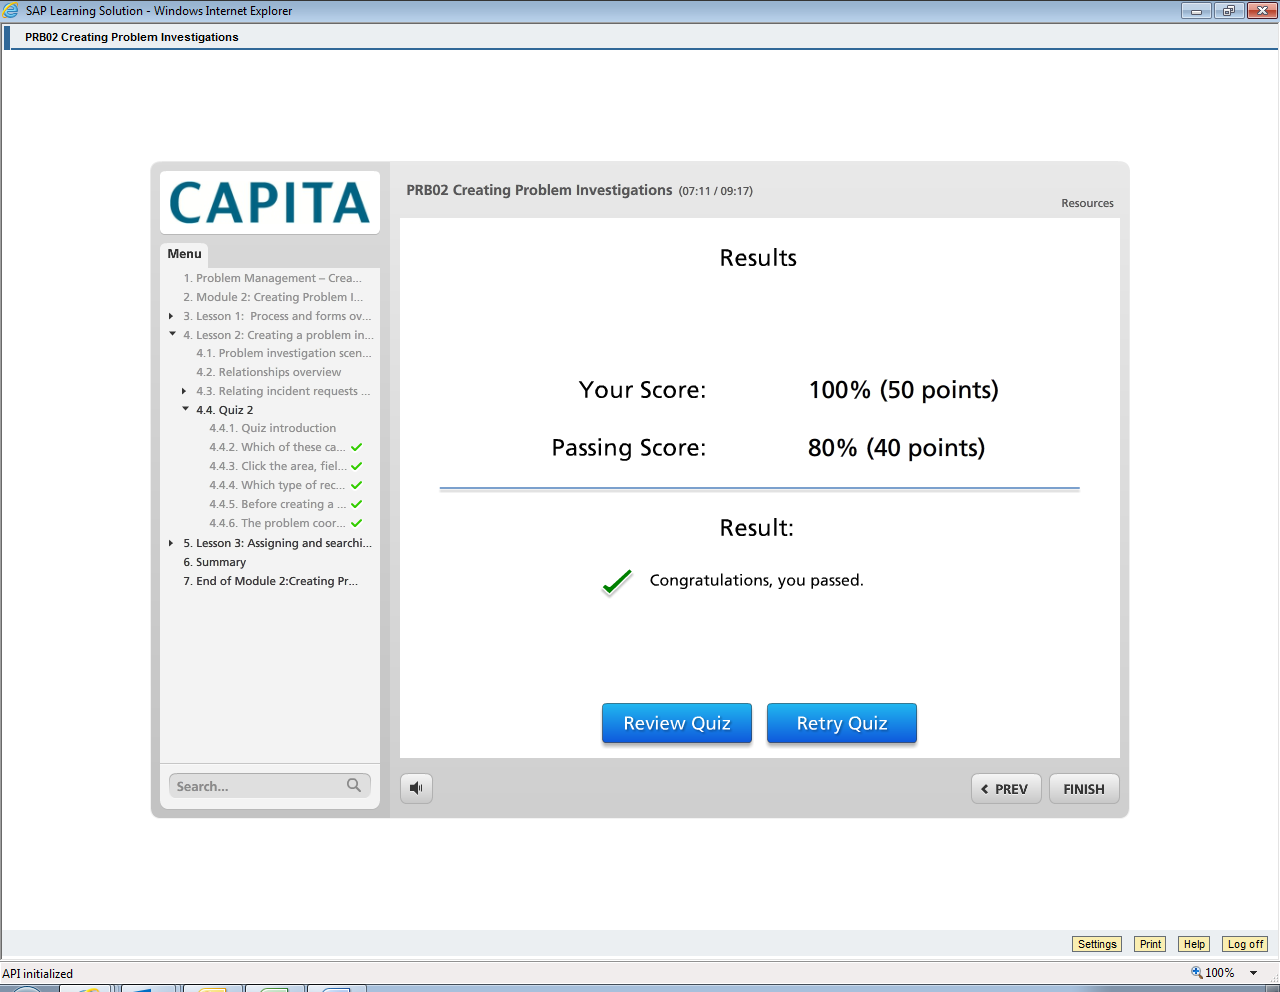 SAP Learning Solution - Windows Internet Explorer
PRB02 Creating Problem Investigations
CAPITA
PRB02 Creating Problem Investigations (07:11 / 09:17)
Resources
Menu
1. Problem Management – Crea...
2. Module 2: Creating Problem I...
3. Lesson 1: Process and forms ov...
4. Lesson 2: Creating a problem in...
4.1. Problem investigation scen...
4.2. Relationships overview
4.3. Relating incident requests ...
4.4. Quiz 2
4.4.1. Quiz introduction
4.4.2. Which of these ca...
4.4.3. Click the area, fiel...
4.4.4. Which type of rec...
4.4.5. Before creating a ...
4.4.6. The problem coor...
5. Lesson 3: Assigning and searchi...
6. Summary
7. End of Module 2:Creating Pr...
Search...
Results
Your Score: 100% (50 points)
Passing Score: 80% (40 points)
Result:
Congratulations, you passed.
Review Quiz Retry Quiz
PREV FINISH
Settings Print Help Log off
API initialized
100%